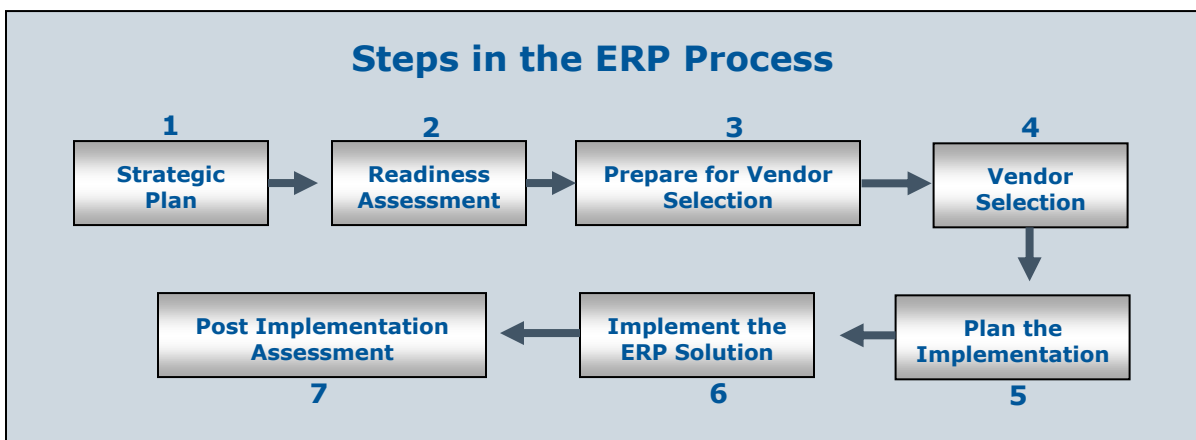 Steps in the ERP Process
1
Strategic
Plan
2
Readiness
Assessment
3
Prepare for Vendor
Selection
4
Vendor
Selection
Plan the
Implementation
5
Implement the
ERP Solution
6
Post Implementation
Assessment
7